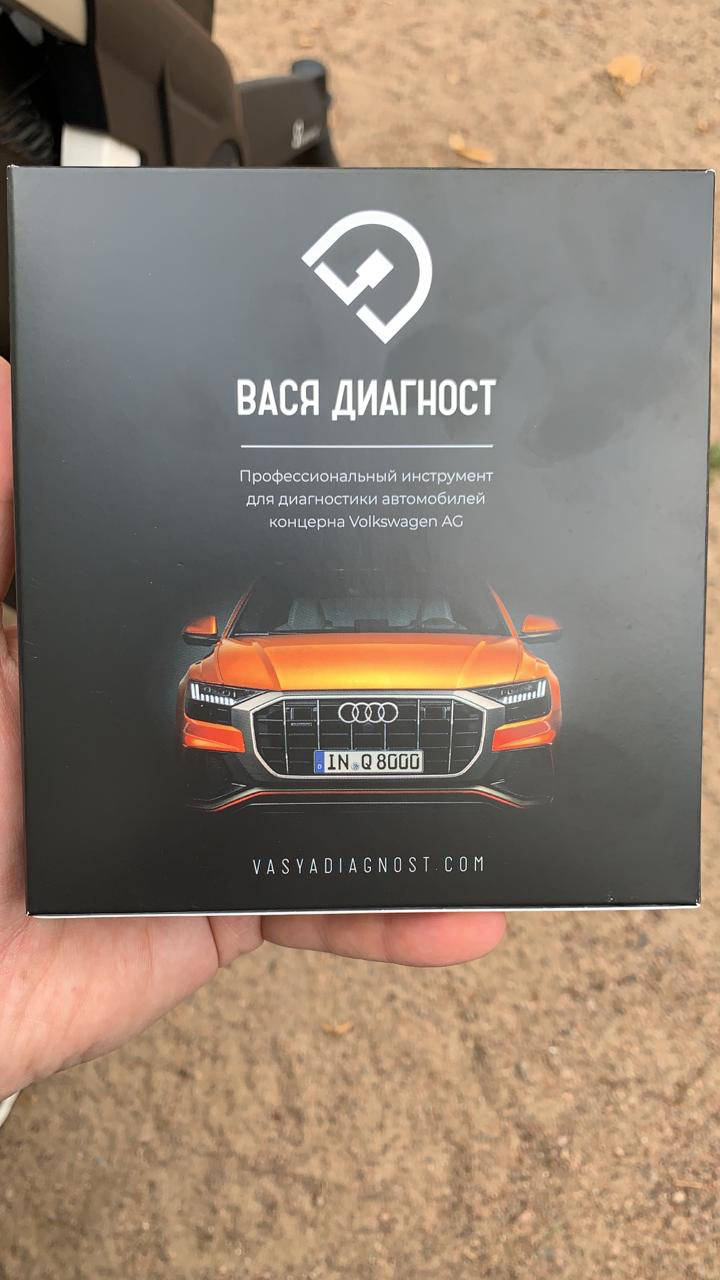 ВАСЯ ДИАГНОСТ
Профессиональный инструмент
для диагностики автомобилей
концерна Volkswagen AG
IN Q 8000
VASYADIAGNOST.COM